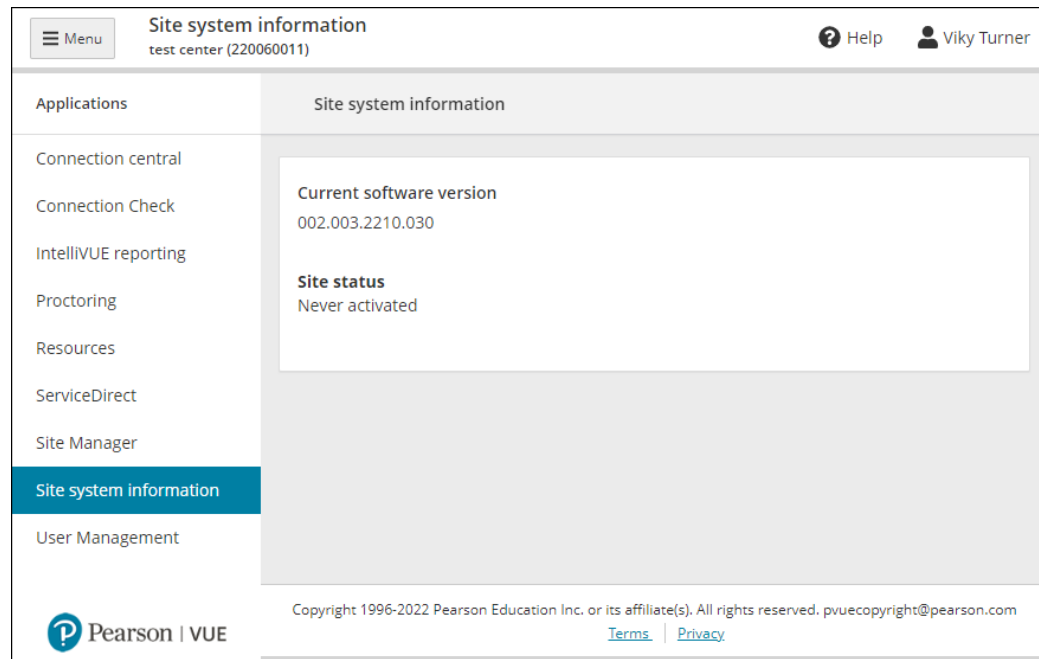 Menu
Site system information
test center (220060011)
Help
Viky Turner
Applications
Connection central
Connection Check
IntelliVUE reporting
Proctoring
Resources
ServiceDirect
Site Manager
Site system information
User Management
Pearson | VUE
Site system information
Current software version
002.003.2210.030
Site status
Never activated
Copyright 1996-2022 Pearson Education Inc. or its affiliate(s). All rights reserved. pvuecopyright@pearson.com
Terms | Privacy